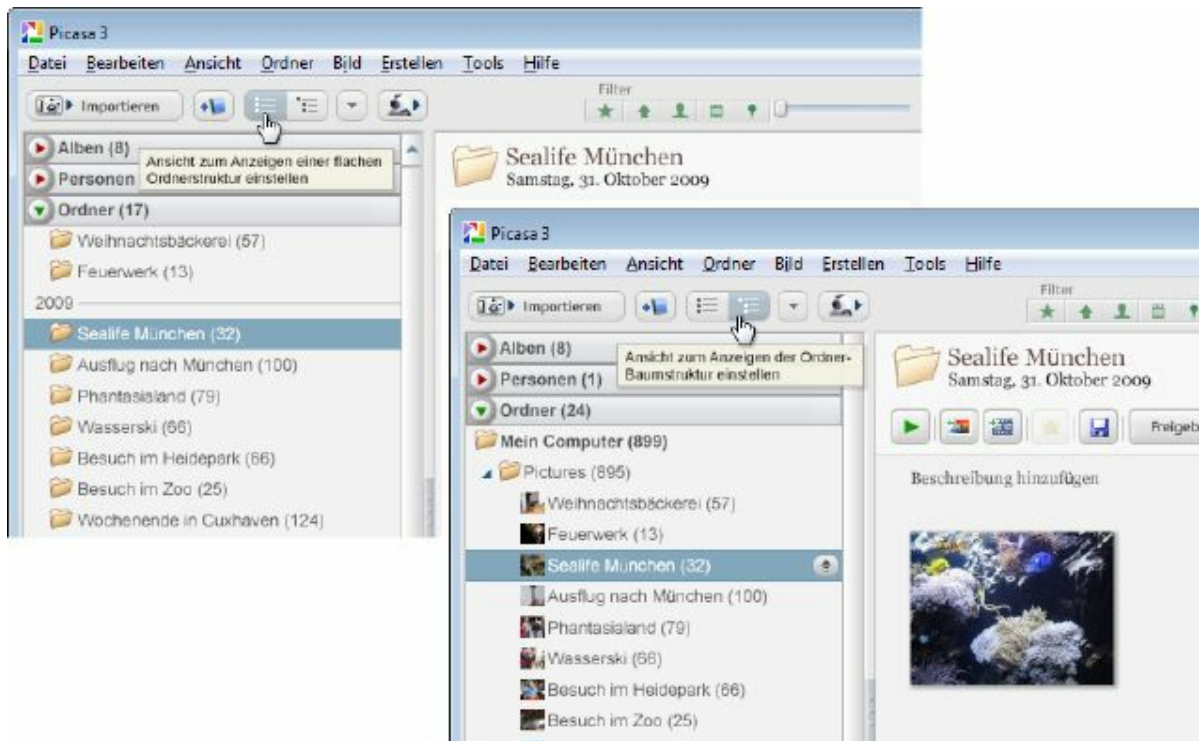 Picasa 3
Datei Bearbeiten Ansicht Ordner Bild Erstellen Tools Hilfe
Importieren
Filter
Alben (8)
Ansicht zum Anzeigen einer flachen
Ordnerstruktur einstellen
Personen
Ordner (17)
Weihnachtsbäckerei (57)
Feuerwerk (13)
2009
Sealife München (32)
Ausflug nach München (100)
Phantasialand (79)
Wasserski (66)
Besuch im Heidepark (66)
Besuch im Zoo (25)
Wochenende in Cuxhaven (124)
Sealife München
Samstag, 31. Oktober 2009
Picasa 3
Datei Bearbeiten Ansicht Ordner Bild Erstellen Tools Hilfe
Importieren
Filter
Alben (8)
Ansicht zum Anzeigen der Ordner-
Baumstruktur einstellen
Personen (1)
Ordner (24)
Mein Computer (899)
Pictures (895)
Weihnachtsbäckerei (57)
Feuerwerk (13)
Sealife München (32)
Ausflug nach München (100)
Phantasialand (79)
Wasserski (66)
Besuch im Heidepark (66)
Besuch im Zoo (25)
Sealife München
Samstag, 31. Oktober 2009
Freigeb
Beschreibung hinzufügen